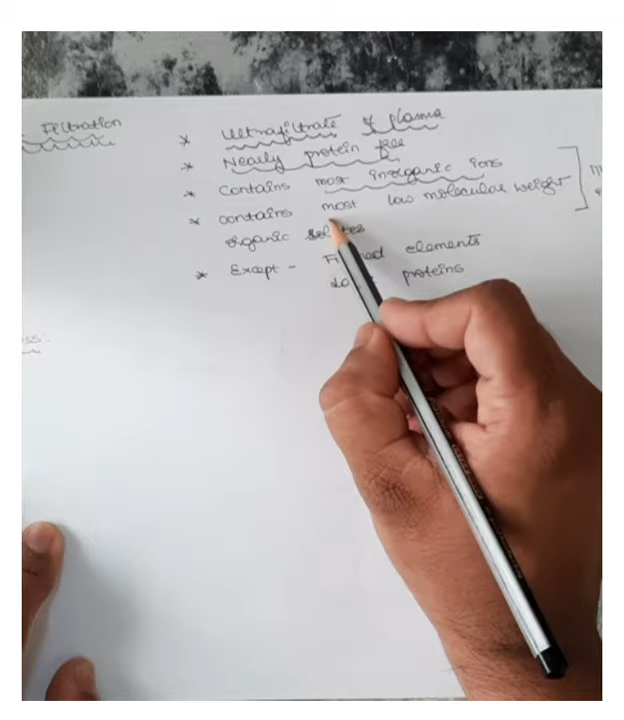 Filtration
* Ultrafiltrate of plasma
* Nearly protein free
* Contains most inorganic ions
* contains most low molecular weight
organic solutes
* Except - elements
proteins